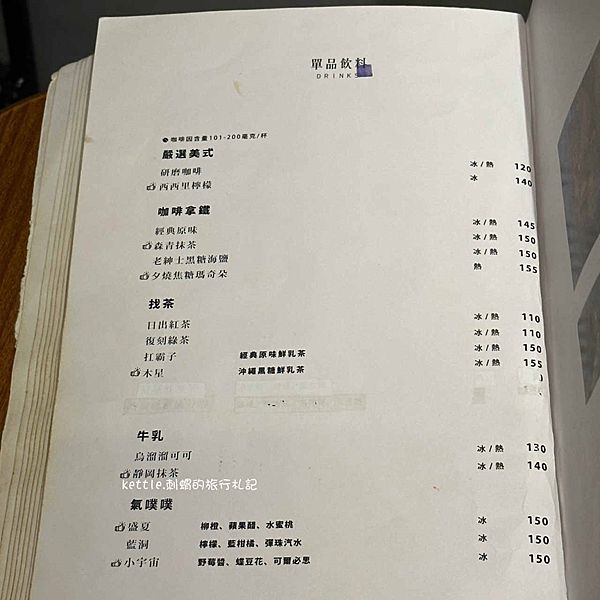 單品飲料
DRINKS
咖啡因含量101-200毫克/杯
嚴選美式
研磨咖啡 冰/熱 120
西西里檸檬 冰 140
咖啡拿鐵
經典原味 冰/熱 145
森青抹茶 冰/熱 150
老紳士黑糖海鹽 冰/熱 150
夕燒焦糖瑪奇朵 熱 155
找茶
日出紅茶 冰/熱 110
復刻綠茶 冰/熱 110
扛霸子 經典原味鮮乳茶 冰/熱 150
木星 沖繩黑糖鮮乳茶 冰/熱 155
牛乳
烏溜溜可可 冰/熱 130
靜岡抹茶 冰/熱 140
kettle.刺蝟的旅行札記
氣噗噗
盛夏 柳橙、蘋果醋、水蜜桃 冰 150
藍洞 檸檬、藍柑橘、彈珠汽水 冰 150
小宇宙 野莓醬、蝶豆花、可爾必思 冰 150